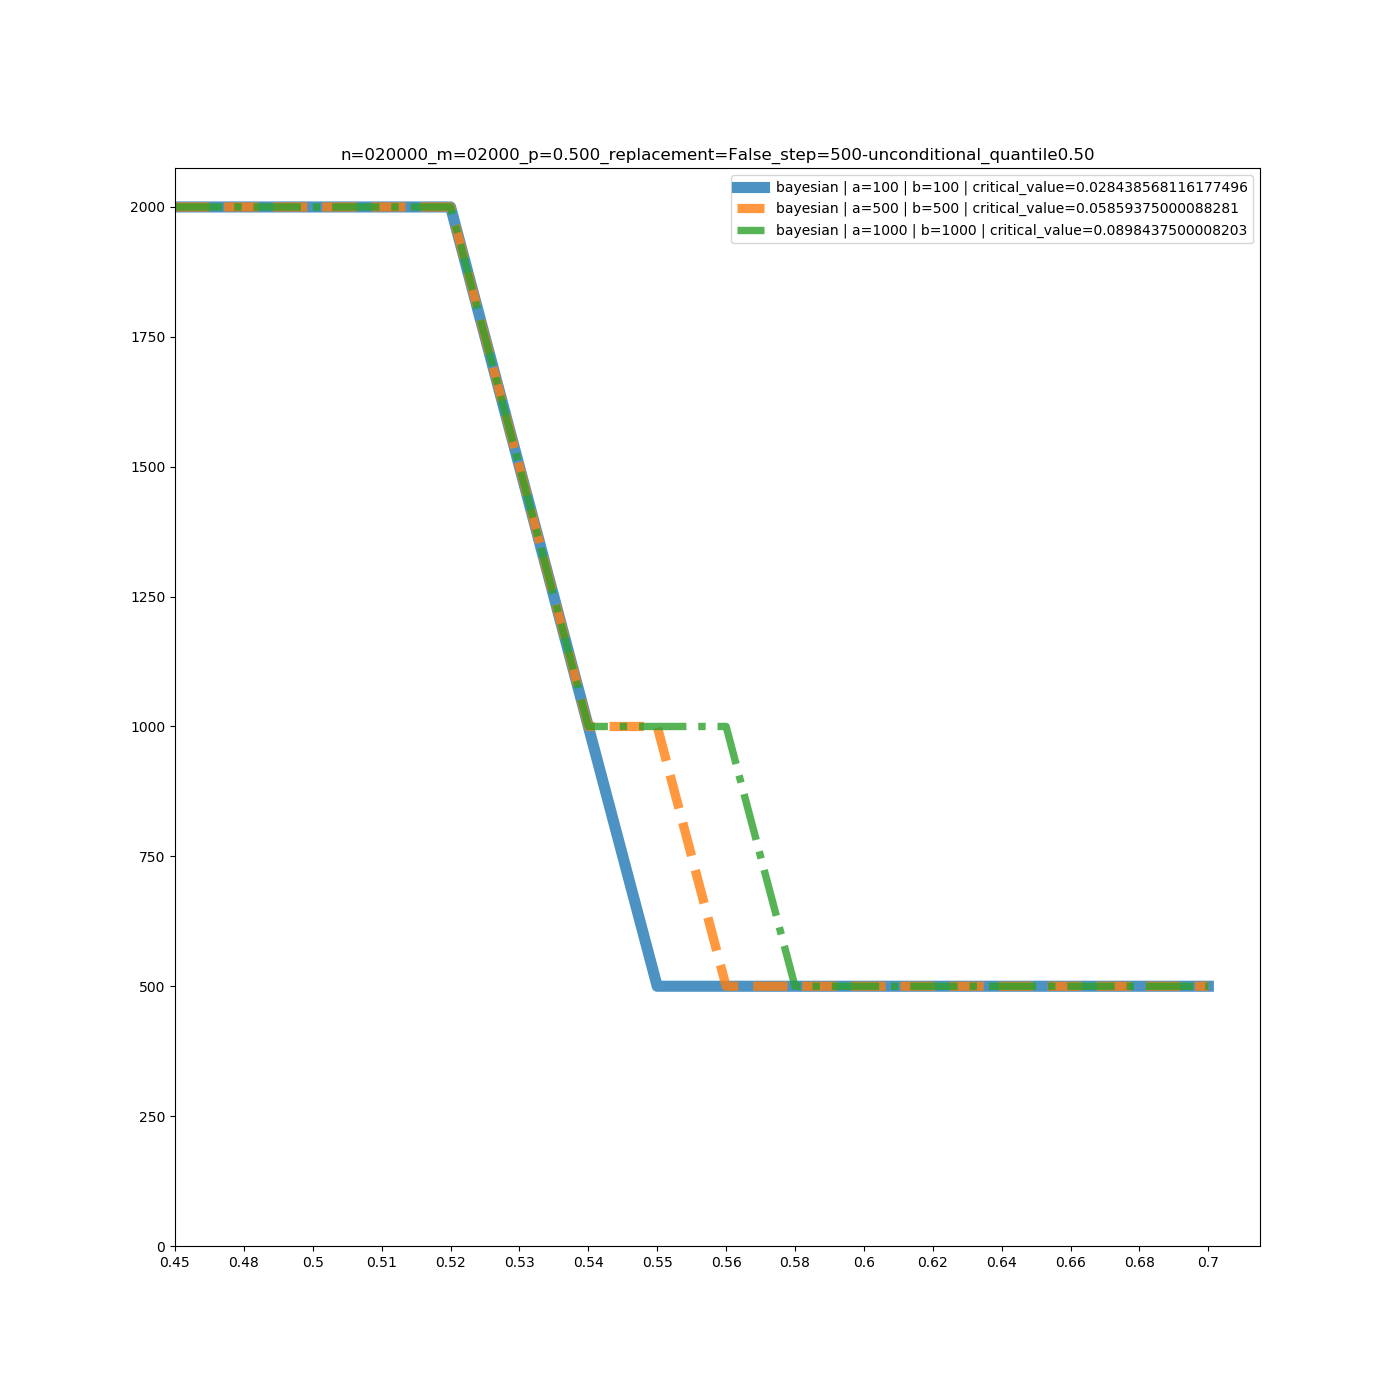 n=020000_m=02000_p=0.500_replacement=False_step=500-unconditional_quantile0.50
bayesian | a=100 | b=100 | critical_value=0.028438568116177496
bayesian | a=500 | b=500 | critical_value=0.05859375000088281
bayesian | a=1000 | b=1000 | critical_value=0.0898437500008203
2000
1750
1500
1250
1000
750
500
250
0
0.45 0.48 0.5 0.51 0.52 0.53 0.54 0.55 0.56 0.58 0.6 0.62 0.64 0.66 0.68 0.7